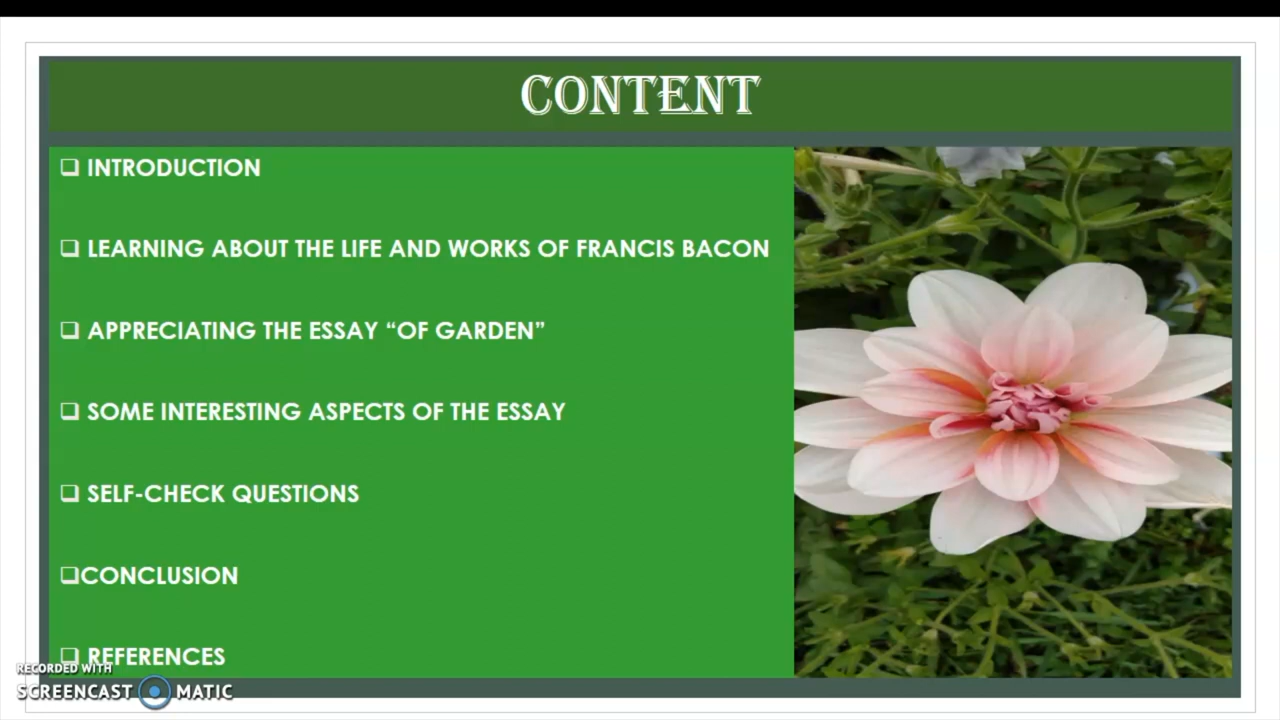 CONTENT
❑ INTRODUCTION
❑ LEARNING ABOUT THE LIFE AND WORKS OF FRANCIS BACON
❑ APPRECIATING THE ESSAY “OF GARDEN”
❑ SOME INTERESTING ASPECTS OF THE ESSAY
❑ SELF-CHECK QUESTIONS
❑CONCLUSION
❑ REFERENCES
RECORDED WITH
SCREENCAST MATIC